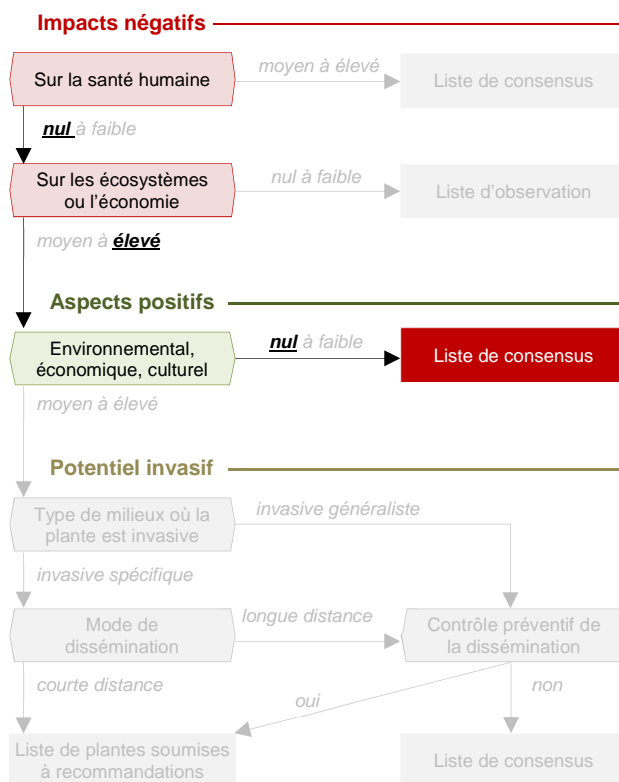 Impacts négatifs
Sur la santé humaine
moyen à élevé
Liste de consensus
nul à faible
Sur les écosystèmes
ou l'économie
nul à faible
Liste d'observation
moyen à élevé
Aspects positifs
Environnemental,
économique, culturel
nul à faible
Liste de consensus
moyen à élevé
Potentiel invasif
Type de milieux où la
plante est invasive
invasive généraliste
invasive spécifique
Mode de
dissémination
longue distance
Contrôle préventif de
la dissémination
courte distance
oui
non
Liste de plantes soumises
à recommandations
Liste de consensus